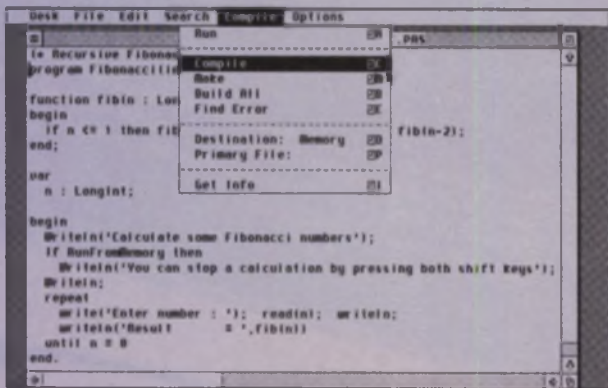 Desk File Edit Search Compile Options
Run
.PAS
(* Recursive Fibonac
program Fibonacci(in
Compile
Make
function fib(n : Lon
Build All
begin
Find Error
if n <= 1 then fib
fib(n-2);
end;
Destination: Memory
Primary File:
var
n : LongInt;
Get Info
begin
Writeln('Calculate some Fibonacci numbers');
If RunFromMemory then
Writeln('You can stop a calculation by pressing both shift keys');
Writeln;
repeat
write('Enter number : '); read(n); writeln;
writeln('Result = ',fib(n))
until n = 0
end.